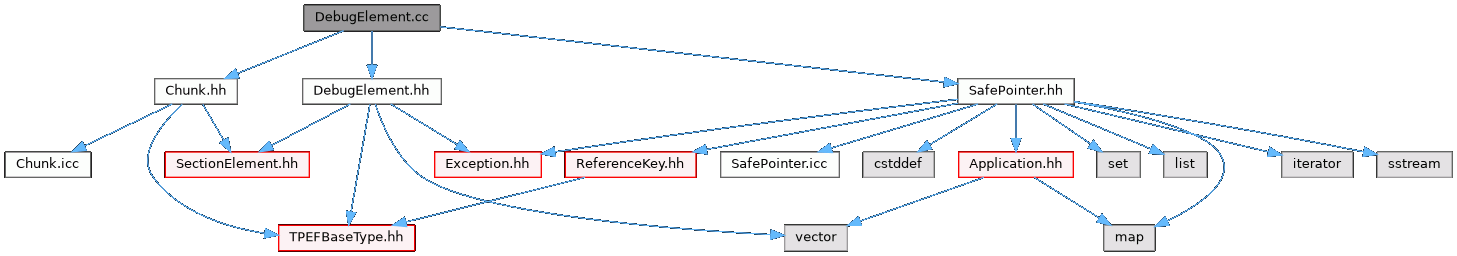 DebugElement.cc
Chunk.hh
DebugElement.hh
SafePointer.hh
Chunk.icc
SectionElement.hh
Exception.hh
ReferenceKey.hh
SafePointer.icc
cstddef
Application.hh
set
list
iterator
sstream
TPEFBaseType.hh
vector
map